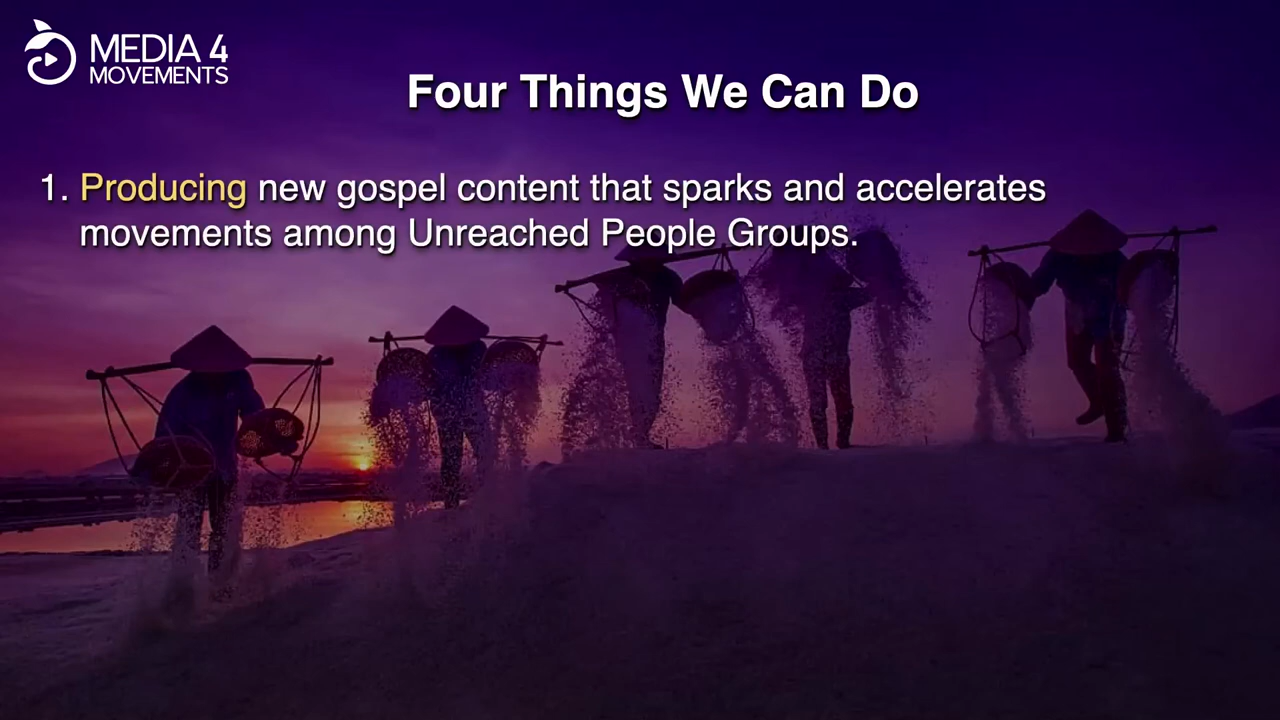 MEDIA 4
MOVEMENTS
Four Things We Can Do
1. Producing new gospel content that sparks and accelerates
movements among Unreached People Groups.